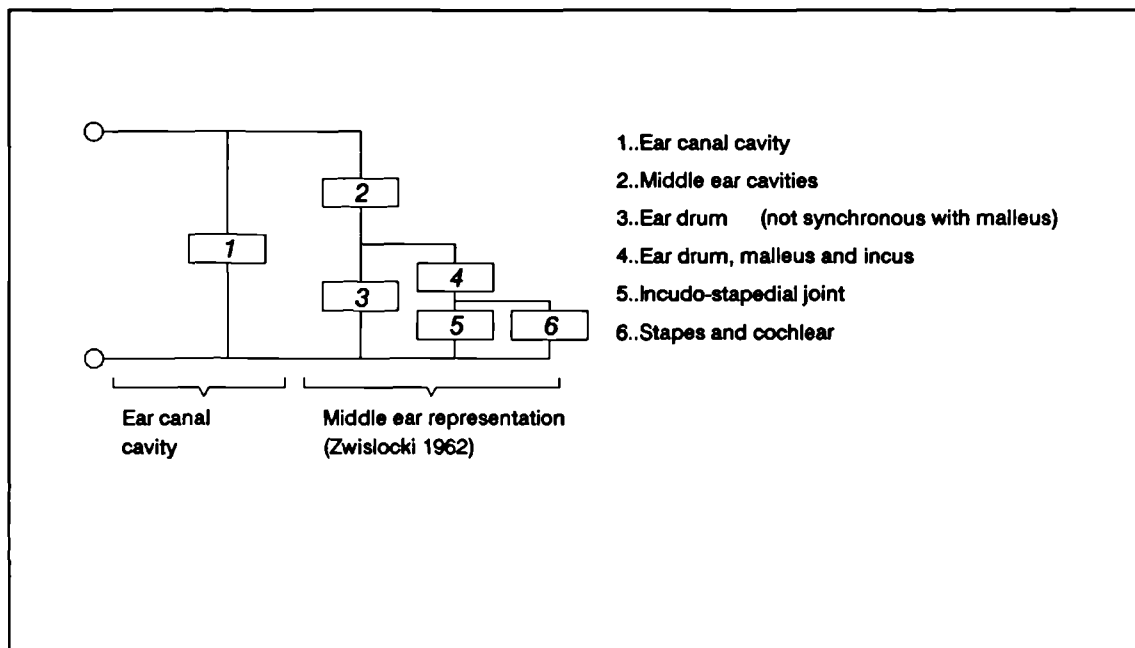 1..Ear canal cavity
2..Middle ear cavities
2
3..Ear drum (not synchronous with malleus)
1
4..Ear drum, malleus and incus
4
3
5..Incudo-stapedial joint
5
6
6..Stapes and cochlear
Ear canal
cavity
Middle ear representation
(Zwislocki 1962)